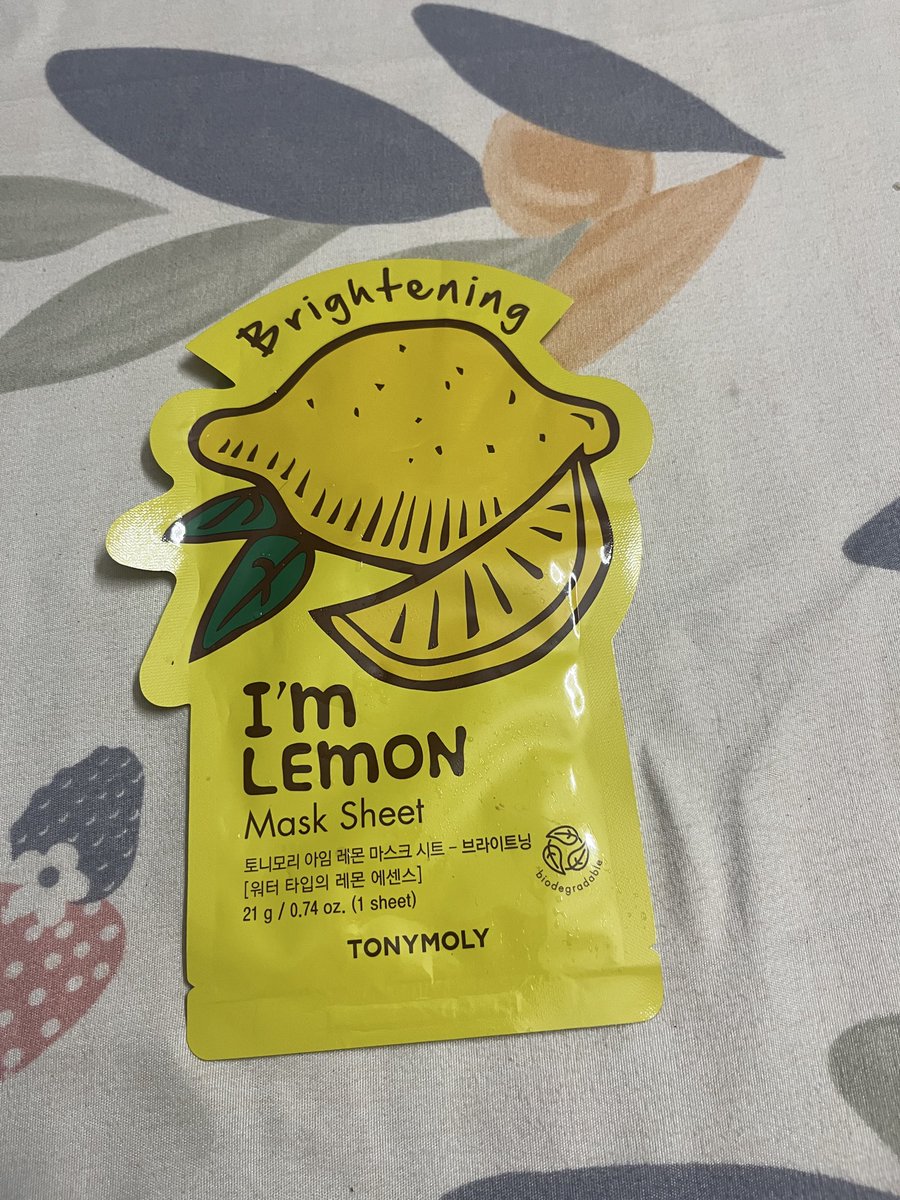 Brightening
I'm
LEMON
Mask Sheet
토니모리 아임 레몬 마스크 시트 - 브라이트닝
[워터 타입의 레몬 에센스]
21 g / 0.74 oz. (1 sheet)
biodegradable
TONYMOLY